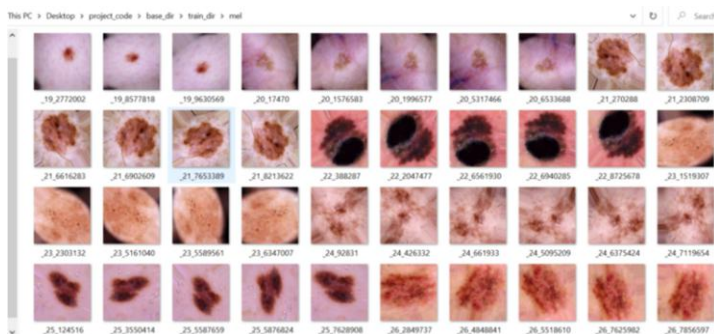 This PC > Desktop > project_code > base_dir > train_dir > mel
Search
_19_2772002 _19_8577818 _19_9630569 _20_17470 _20_1576583 _20_1996577 _20_5317466 _20_6533688 _21_270288 _21_2308709
_21_6616283 _21_6902609 _21_7653389 _21_8213622 _22_388287 _22_2047477 _22_6561930 _22_6940285 _22_8725678 _23_1519307
_23_2303132 _23_5161040 _23_5589561 _23_6347007 _24_92831 _24_426332 _24_661933 _24_5095209 _24_6375424 _24_7119654
_25_124516 _25_3550414 _25_5587659 _25_5876824 _25_7628908 _26_2849737 _26_4848841 _26_5518610 _26_7625982 _26_7856597